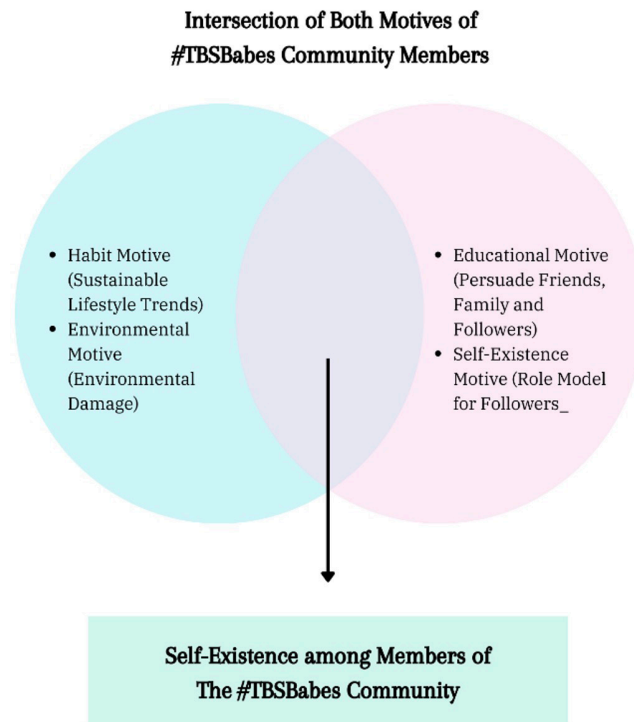 Intersection of Both Motives of
#TBSBabes Community Members
• Habit Motive
(Sustainable
Lifestyle Trends)
• Environmental
Motive
(Environmental
Damage)
• Educational Motive
(Persuade Friends,
Family and
Followers)
• Self-Existence
Motive (Role Model
for Followers_
Self-Existence among Members of
The #TBSBabes Community